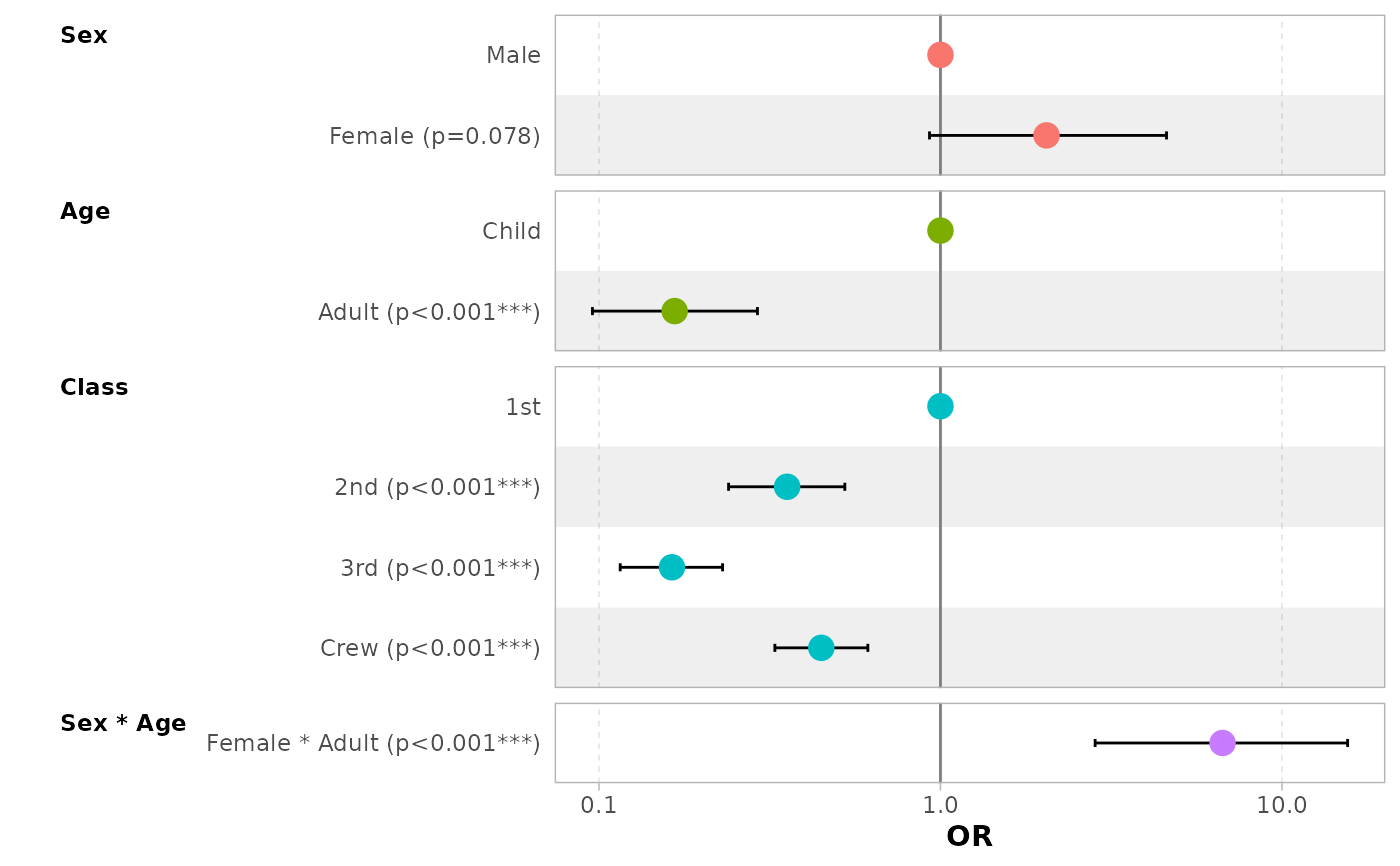 Sex
Male
Female (p=0.078)
Age
Child
Adult (p<0.001***)
Class
1st
2nd (p<0.001***)
3rd (p<0.001***)
Crew (p<0.001***)
Sex * Age
Female * Adult (p<0.001***)
0.1 1.0 10.0
OR